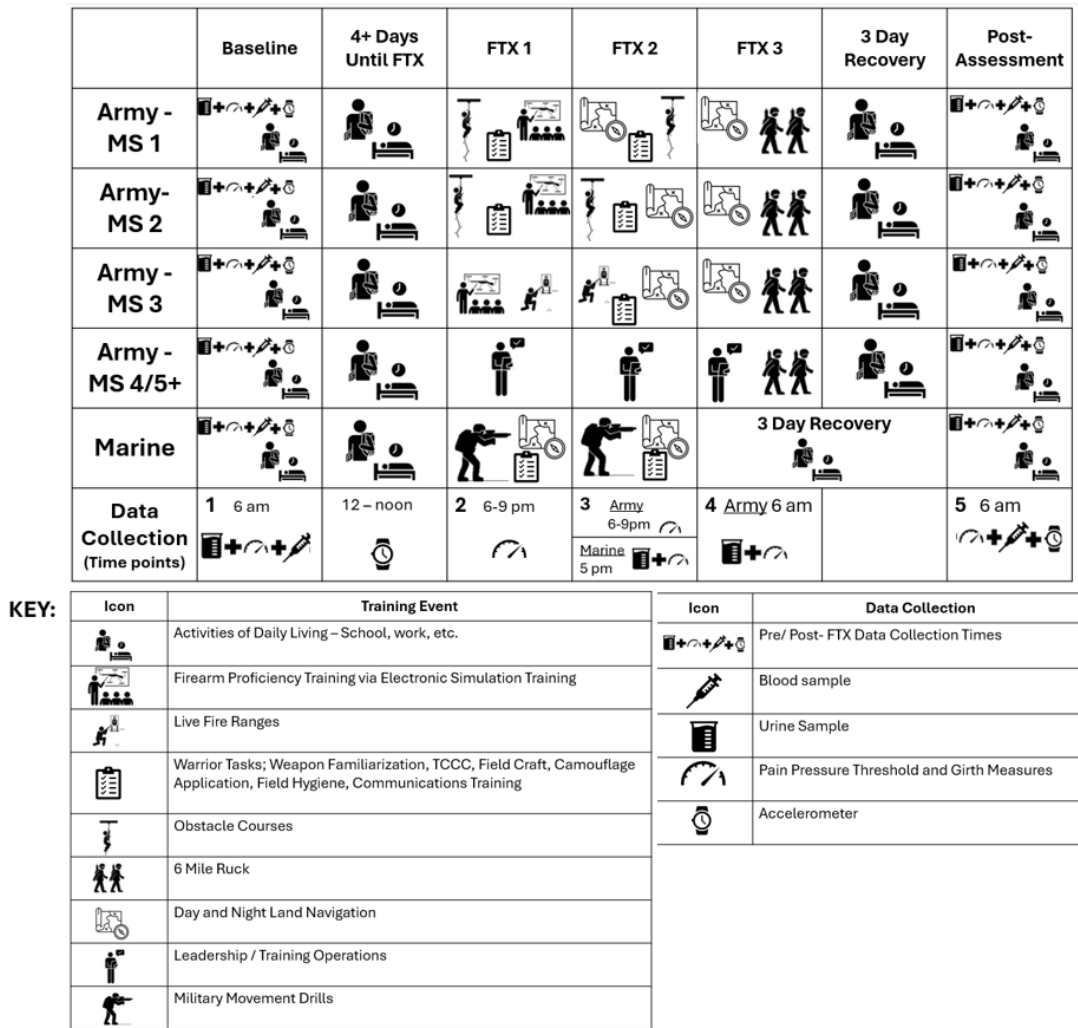 Baseline
4+ Days
Until FTX
FTX 1
FTX 2
FTX 3
3 Day
Recovery
Post-
Assessment
Army -
MS 1
Army-
MS 2
Army -
MS 3
Army -
MS 4/5+
Marine
3 Day Recovery
Data
Collection
(Time points)
1 6 am
12 – noon
2 6-9 pm
3 Army
6-9pm
Marine
5 pm
4 Army 6 am
5 6 am
KEY:
Icon Training Event
Activities of Daily Living – School, work, etc.
Firearm Proficiency Training via Electronic Simulation Training
Live Fire Ranges
Warrior Tasks; Weapon Familiarization, TCCC, Field Craft, Camouflage
Application, Field Hygiene, Communications Training
Obstacle Courses
6 Mile Ruck
Day and Night Land Navigation
Leadership / Training Operations
Military Movement Drills
Icon Data Collection
Pre/ Post- FTX Data Collection Times
Blood sample
Urine Sample
Pain Pressure Threshold and Girth Measures
Accelerometer